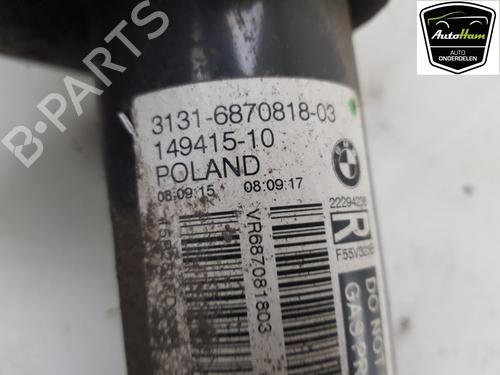 AutoHam
AUTO
ONDERDELEN
B-PARTS
3131-6870818-03
149415-10
POLAND
08:09:15 08:09:17
22294236
R
VR687081803
DO NOT